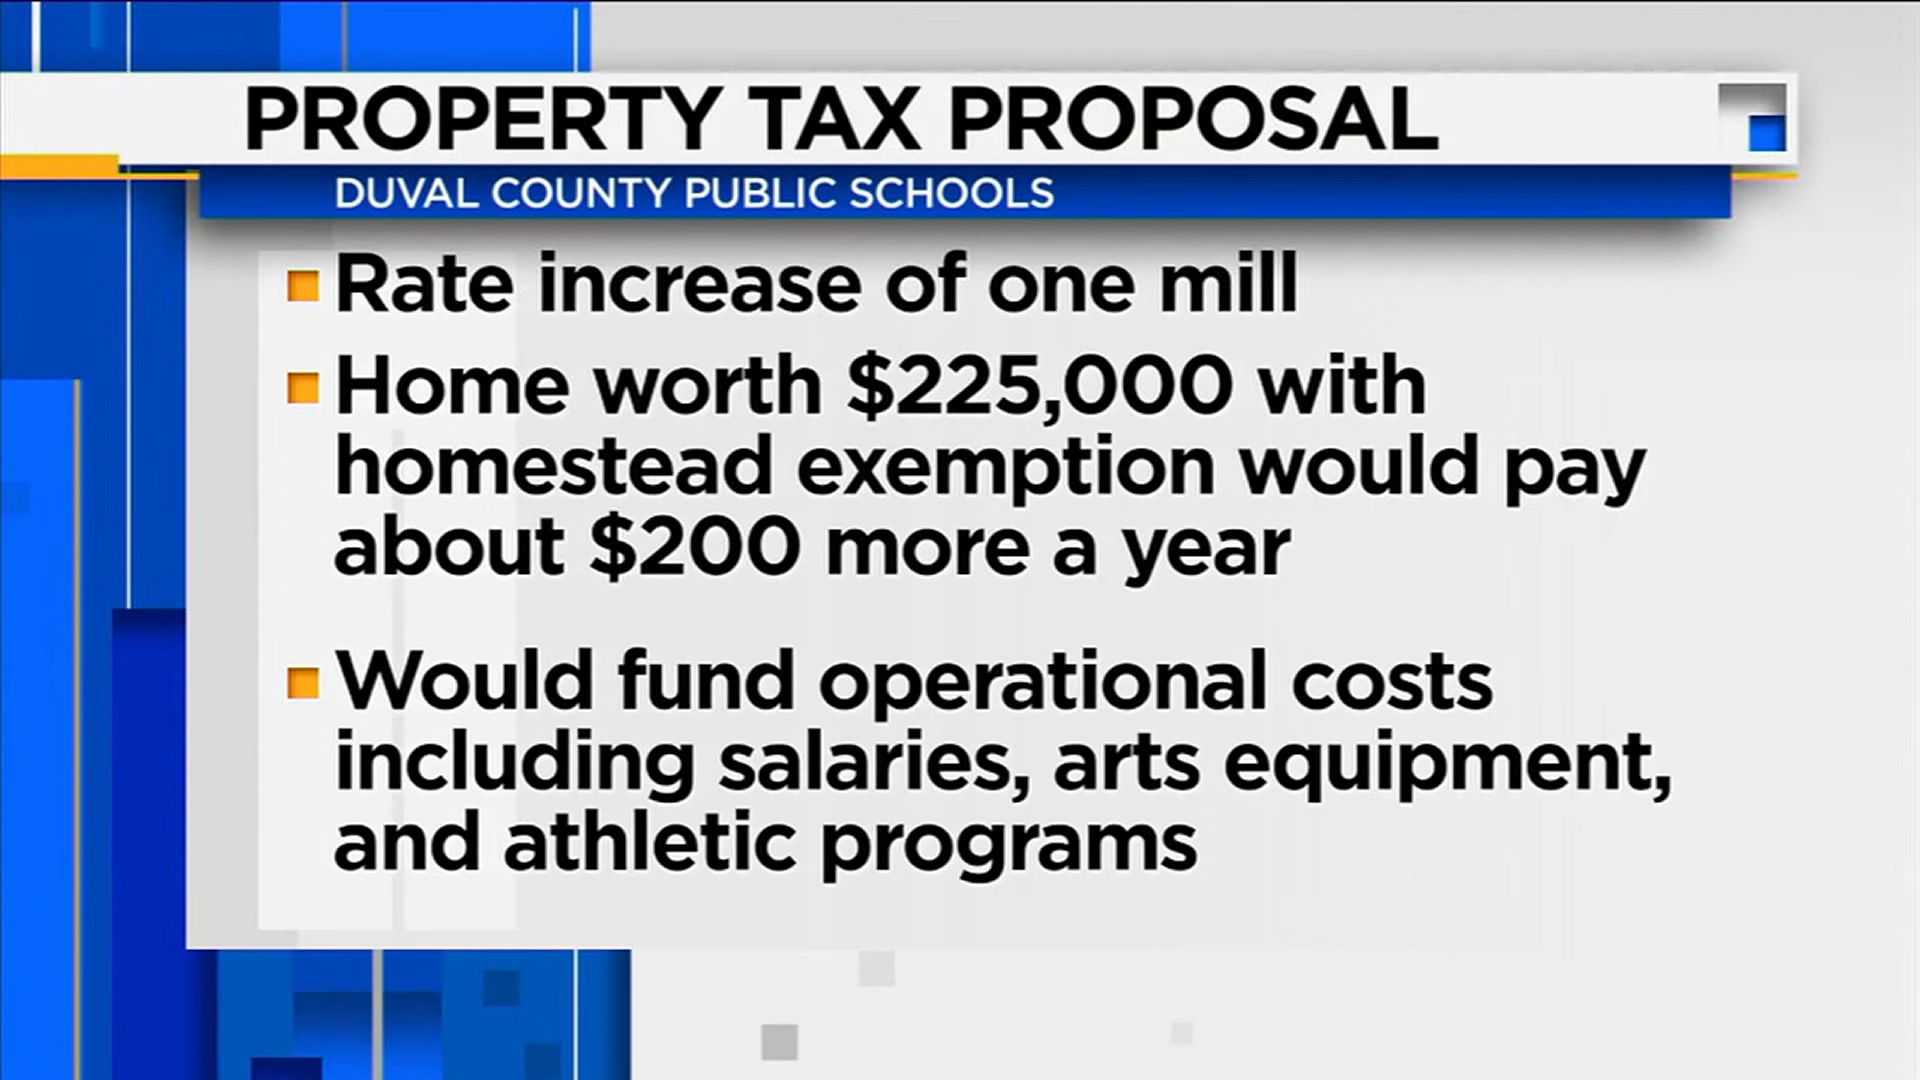 PROPERTY TAX PROPOSAL
DUVAL COUNTY PUBLIC SCHOOLS
Rate increase of one mill
Home worth $225,000 with
homestead exemption would pay
about $200 more a year
Would fund operational costs
including salaries, arts equipment,
and athletic programs